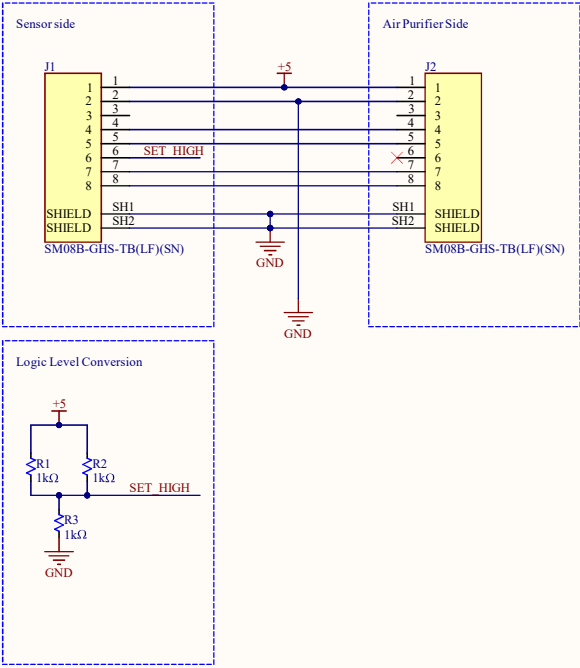 Sensor side
Air Purifier Side
J1
+5
J2
1 1 1 1
2 2 2 2
3 3 3 3
4 4 4 4
5 5 5 5
6 6 SET_HIGH 6 6
7 7 7 7
8 8 8 8
SHIELD SH1 SH1 SHIELD
SHIELD SH2 SH2 SHIELD
SM08B-GHS-TB(LF)(SN)
SM08B-GHS-TB(LF)(SN)
GND
GND
Logic Level Conversion
+5
R1
1kΩ
R2
1kΩ
SET_HIGH
R3
1kΩ
GND